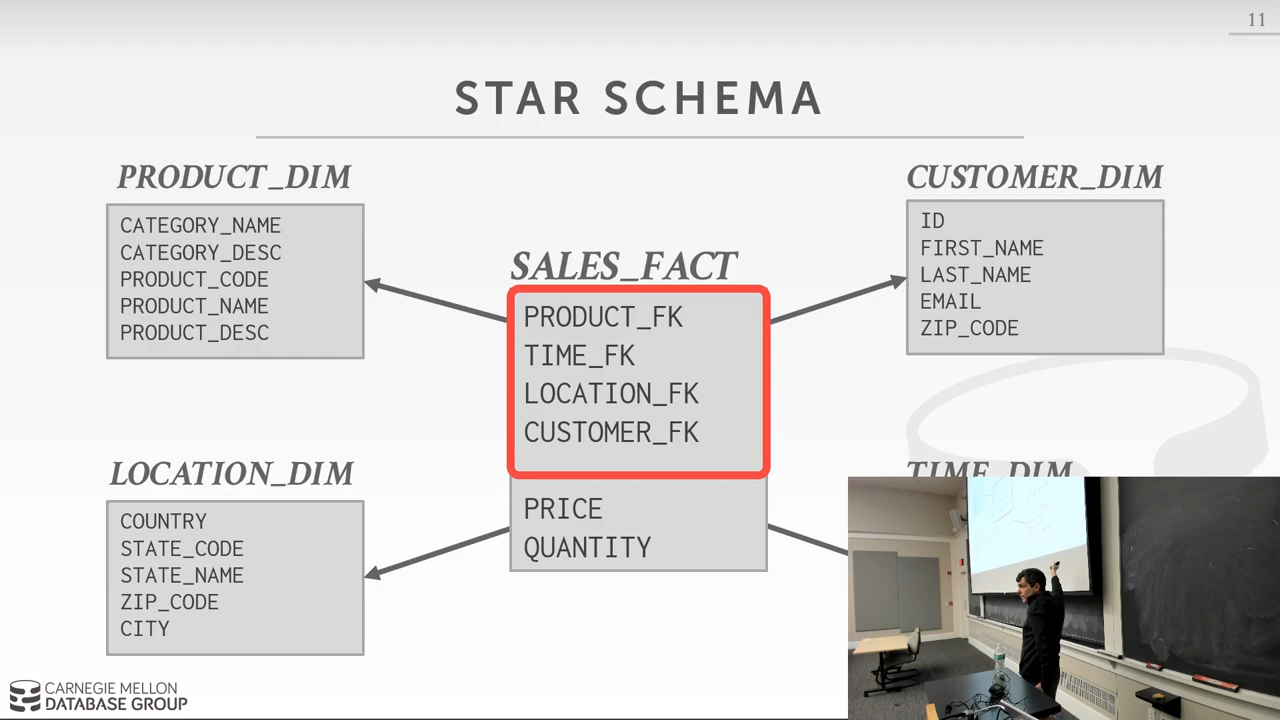 11
STAR SCHEMA
PRODUCT_DIM
CATEGORY_NAME
CATEGORY_DESC
PRODUCT_CODE
PRODUCT_NAME
PRODUCT_DESC
CUSTOMER_DIM
ID
FIRST_NAME
LAST_NAME
EMAIL
ZIP_CODE
SALES_FACT
PRODUCT_FK
TIME_FK
LOCATION_FK
CUSTOMER_FK
PRICE
QUANTITY
LOCATION_DIM
COUNTRY
STATE_CODE
STATE_NAME
ZIP_CODE
CITY
TIME_DIM
CARNEGIE MELLON
DATABASE GROUP